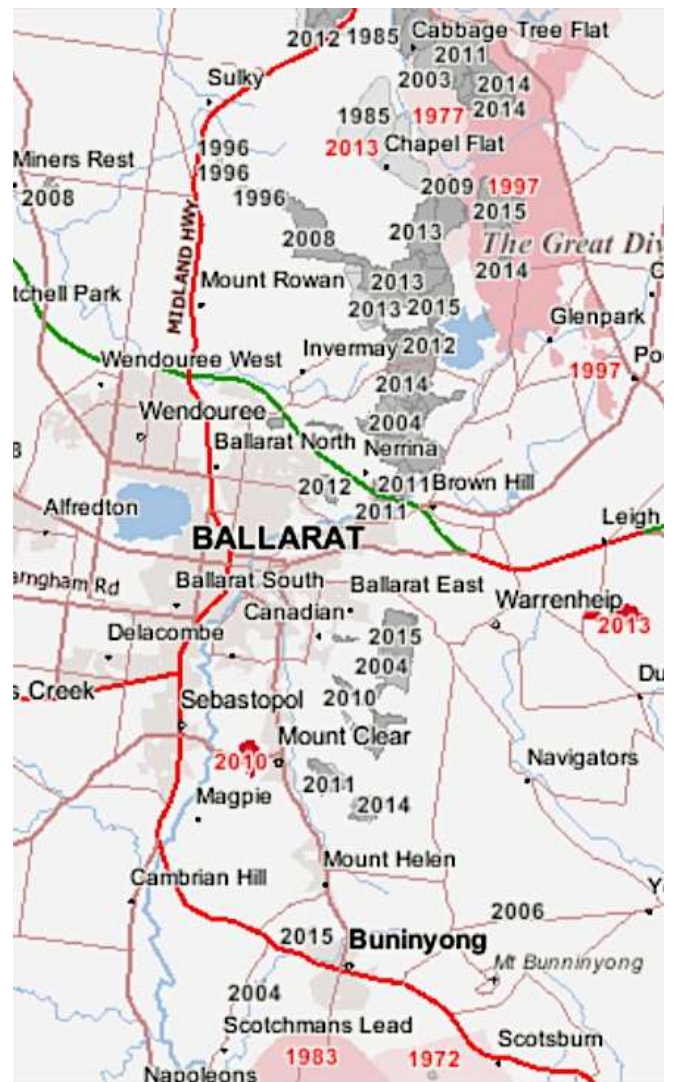 2012 1985 Cabbage Tree Flat
2011
Sulky
2003 2014
2014
1985 1977
1996
2013 Chapel Flat
Miners Rest
1996
2009 1997
2008
1996
2015
2013
2008
The Great Div
2014
MIDLAND HWY
Mount Rowan
2013
tchell Park
2013 2015
Glenpark
C
Invermay 2012
Wendouree West
1997 Po
2014
Wendouree
2004
Ballarat North
Nerrina
8
2012 2011 Brown Hill
2011
Alfredton
Leigh
BALLARAT
arngham Rd
Ballarat South Ballarat East
Warrenheip
Canadian
2013
Delacombe
2015
2004
Du
s Creek
2010
Sebastopol
Mount Clear
2010
Navigators
2011
Magpie
2014
Mount Helen
Cambrian Hill
Y
2006
2015 Buninyong
Mt Bunninyong
2004
Scotchmans Lead
Scotsburn
1983 1972
Napoleons